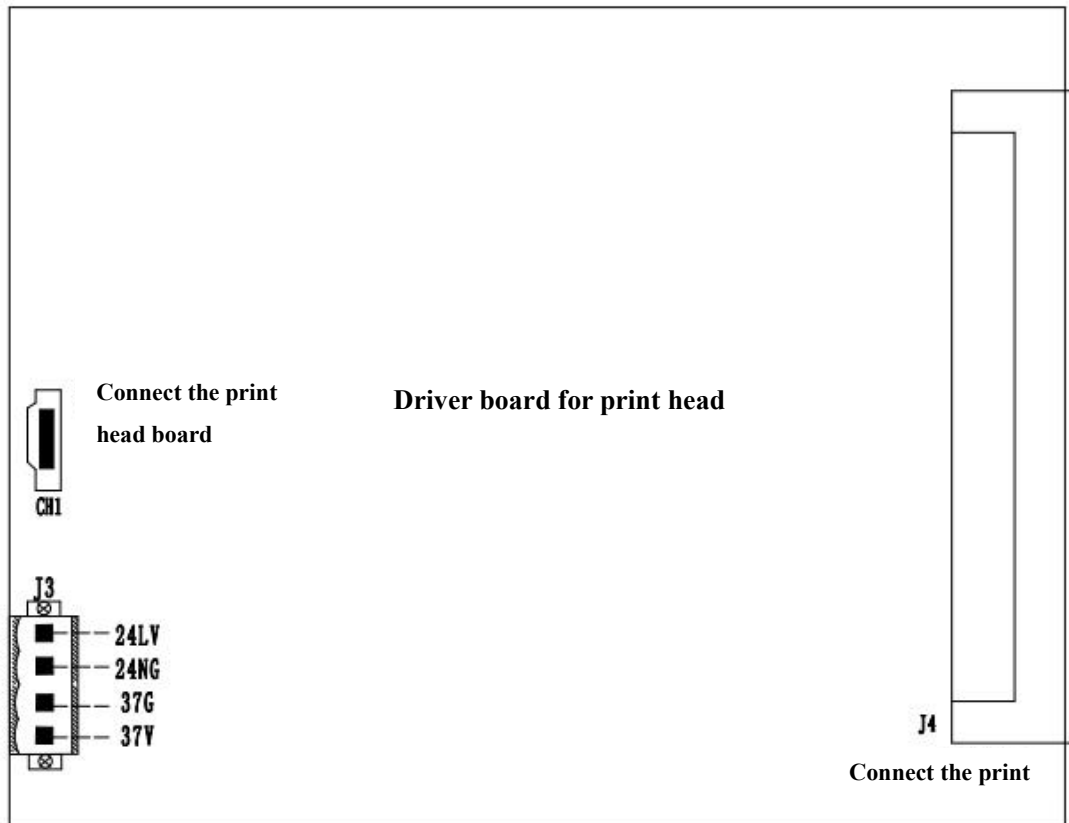 Connect the print
head board
Driver board for print head
CH1
J3
24LV
24NG
37G
37V
J4
Connect the print